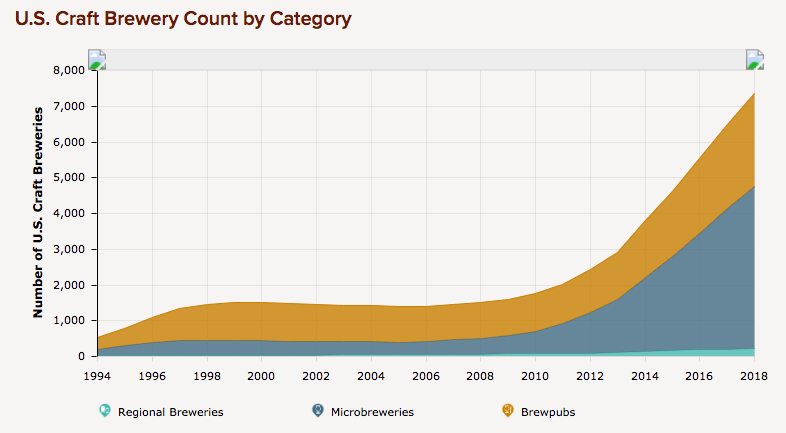 U.S. Craft Brewery Count by Category
8,000
7,000
6,000
5,000
4,000
3,000
2,000
1,000
0
Number of U.S. Craft Breweries
1994 1996 1998 2000 2002 2004 2006 2008 2010 2012 2014 2016 2018
Regional Breweries Microbreweries Brewpubs